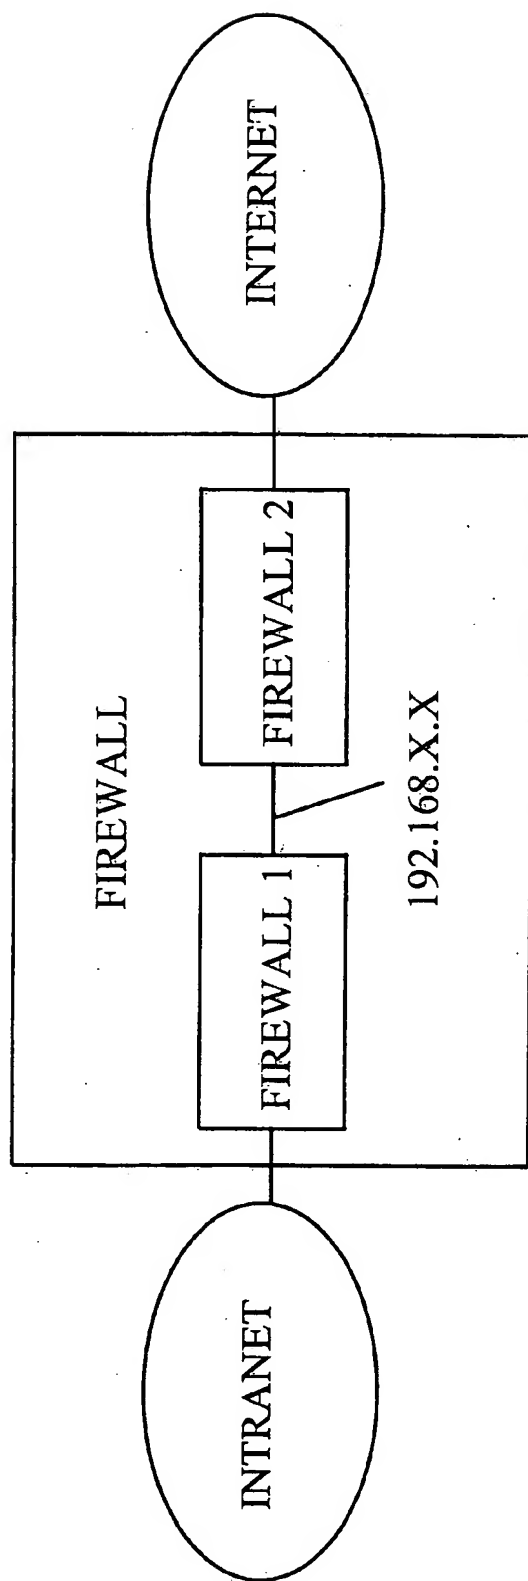 FIREWALL
INTRANET
FIREWALL 1
FIREWALL 2
INTERNET
192.168.X.X